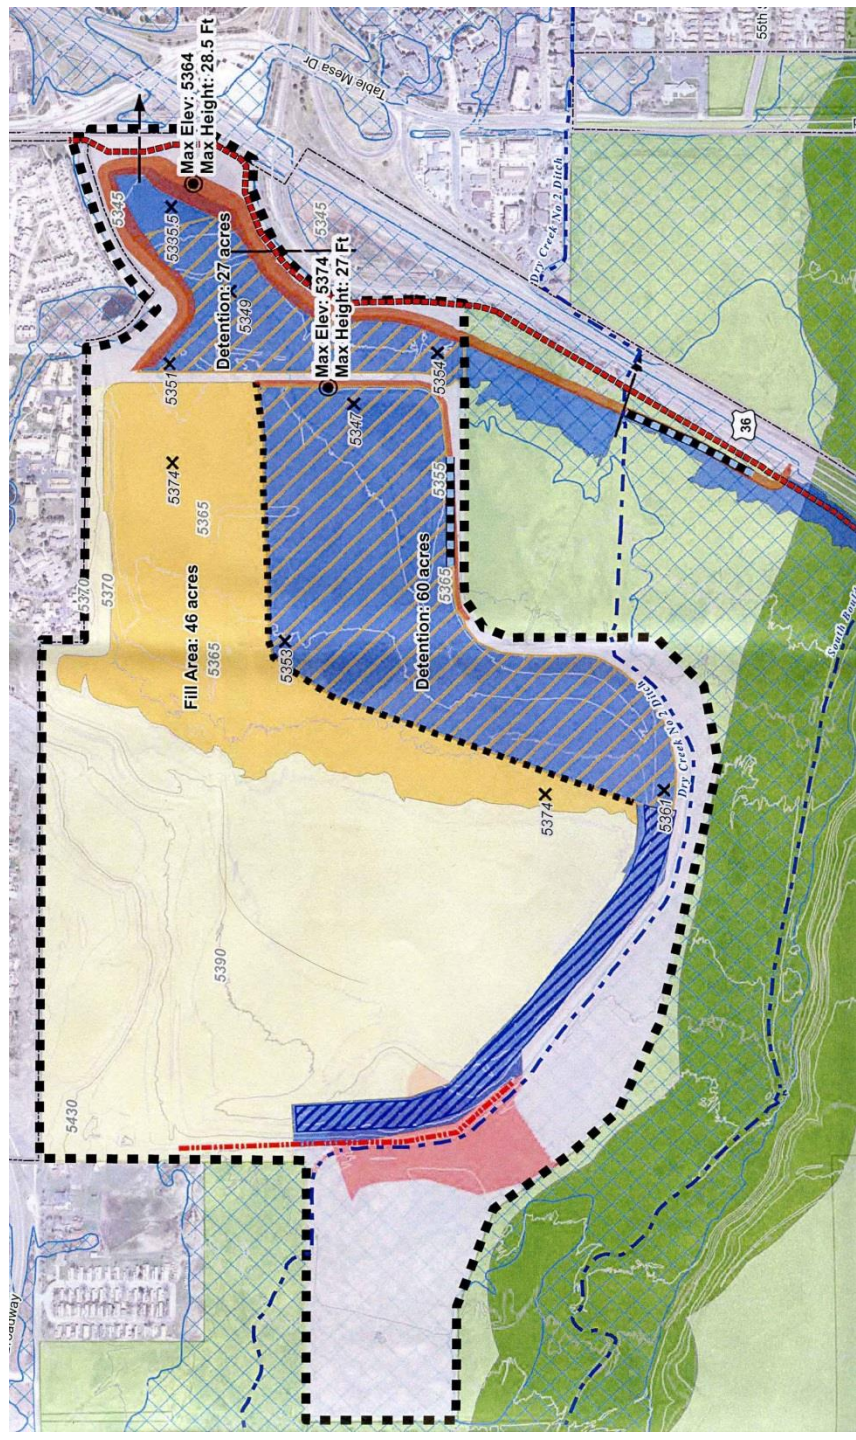 Table Mesa Dr
55th S
Max Elev: 5364
Max Height: 28.5 Ft
5345
5335.5
Detention: 27 acres
5349
5345
Max Elev: 5374
Max Height: 27 Ft
5351
5354
5347
Dry Creek No 2 Ditch
36
5374
5365
5355
5365
5370
5370
Fill Area: 46 acres
5365
5353
Detention: 60 acres
Dry Creek No 2 Ditch
5374
5361
South
5390
5430
roadway